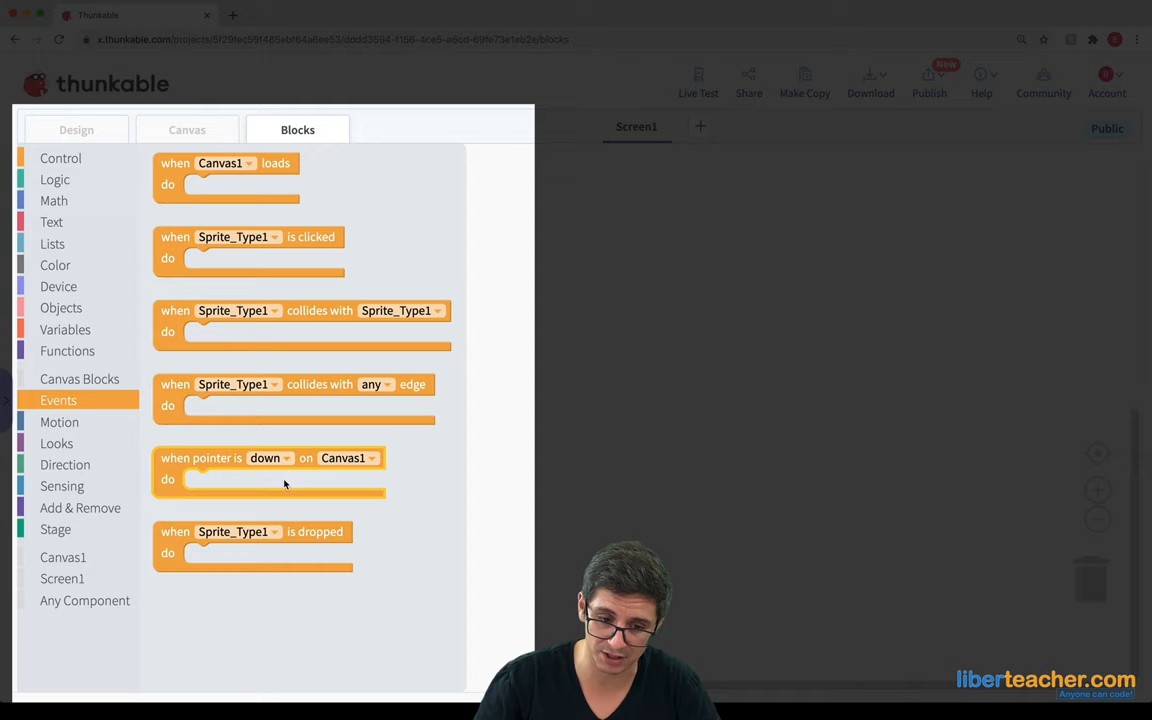 Thunkable
x.thunkable.com/projects/5f29fec59f485abf64a6ee53/dddd3694-f156-4ce5-a6cd-69fe73e1eb2e/blocks
thunkable
New
Live Test Share Make Copy Download Publish Help Community Account
Design Canvas Blocks
Screen1
Public
Control
Logic
Math
Text
Lists
Color
Device
Objects
Variables
Functions
Canvas Blocks
Events
Motion
Looks
Direction
Sensing
Add & Remove
Stage
Canvas1
Screen1
Any Component
when Canvas1 loads
do
when Sprite_Type1 is clicked
do
when Sprite_Type1 collides with Sprite_Type1
do
when Sprite_Type1 collides with any edge
do
when pointer is down on Canvas1
do
when Sprite_Type1 is dropped
do
liberteacher.com
Anyone can code!